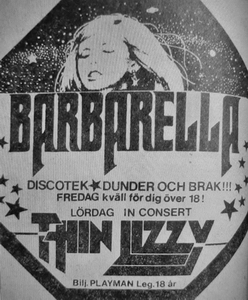 BARBARELLA
DISCOTEK★DUNDER OCH BRAK!!!
FREDAG kväll för dig över 18!
LÖRDAG IN CONSERT
THIN LIZZY
Bilj. PLAYMAN Leg. 18 år